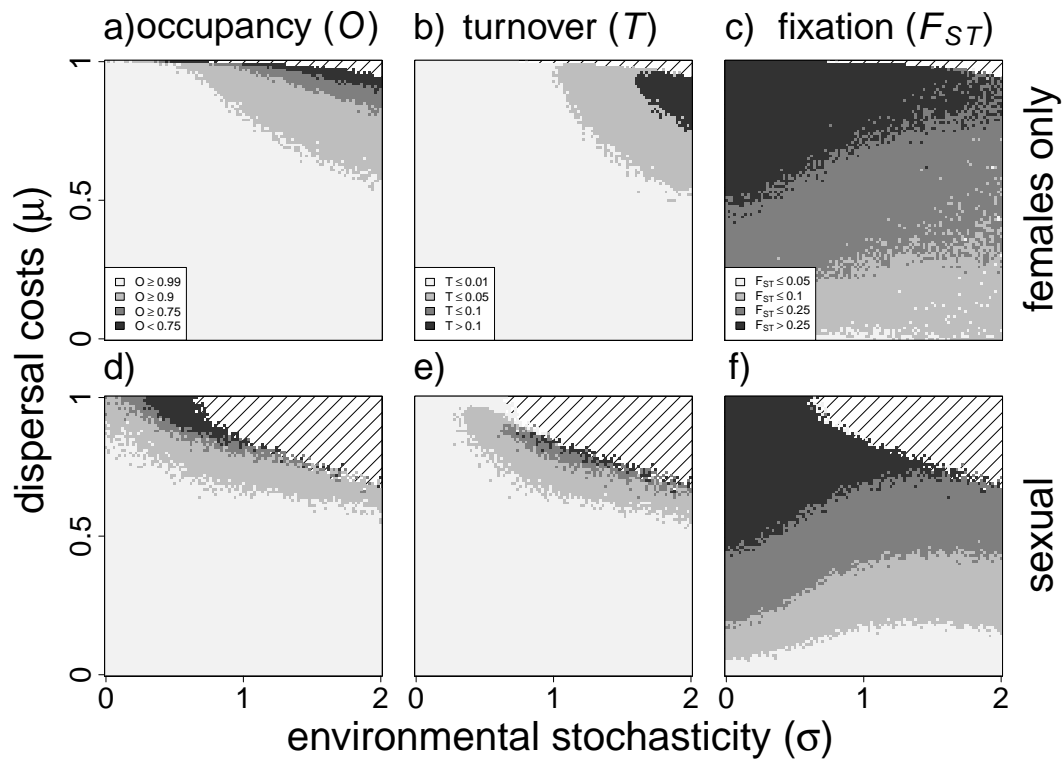 a)occupancy (O)
b) turnover (T)
c) fixation (F_ST)
1
0.5
0
O ≥ 0.99
O ≥ 0.9
O ≥ 0.75
O < 0.75
T ≤ 0.01
T ≤ 0.05
T ≤ 0.1
T > 0.1
F_ST ≤ 0.05
F_ST ≤ 0.1
F_ST ≤ 0.25
F_ST > 0.25
females only
dispersal costs (μ)
d)
e)
f)
1
0.5
0
sexual
0 1 2
0 1 2
0 1 2
environmental stochasticity (σ)